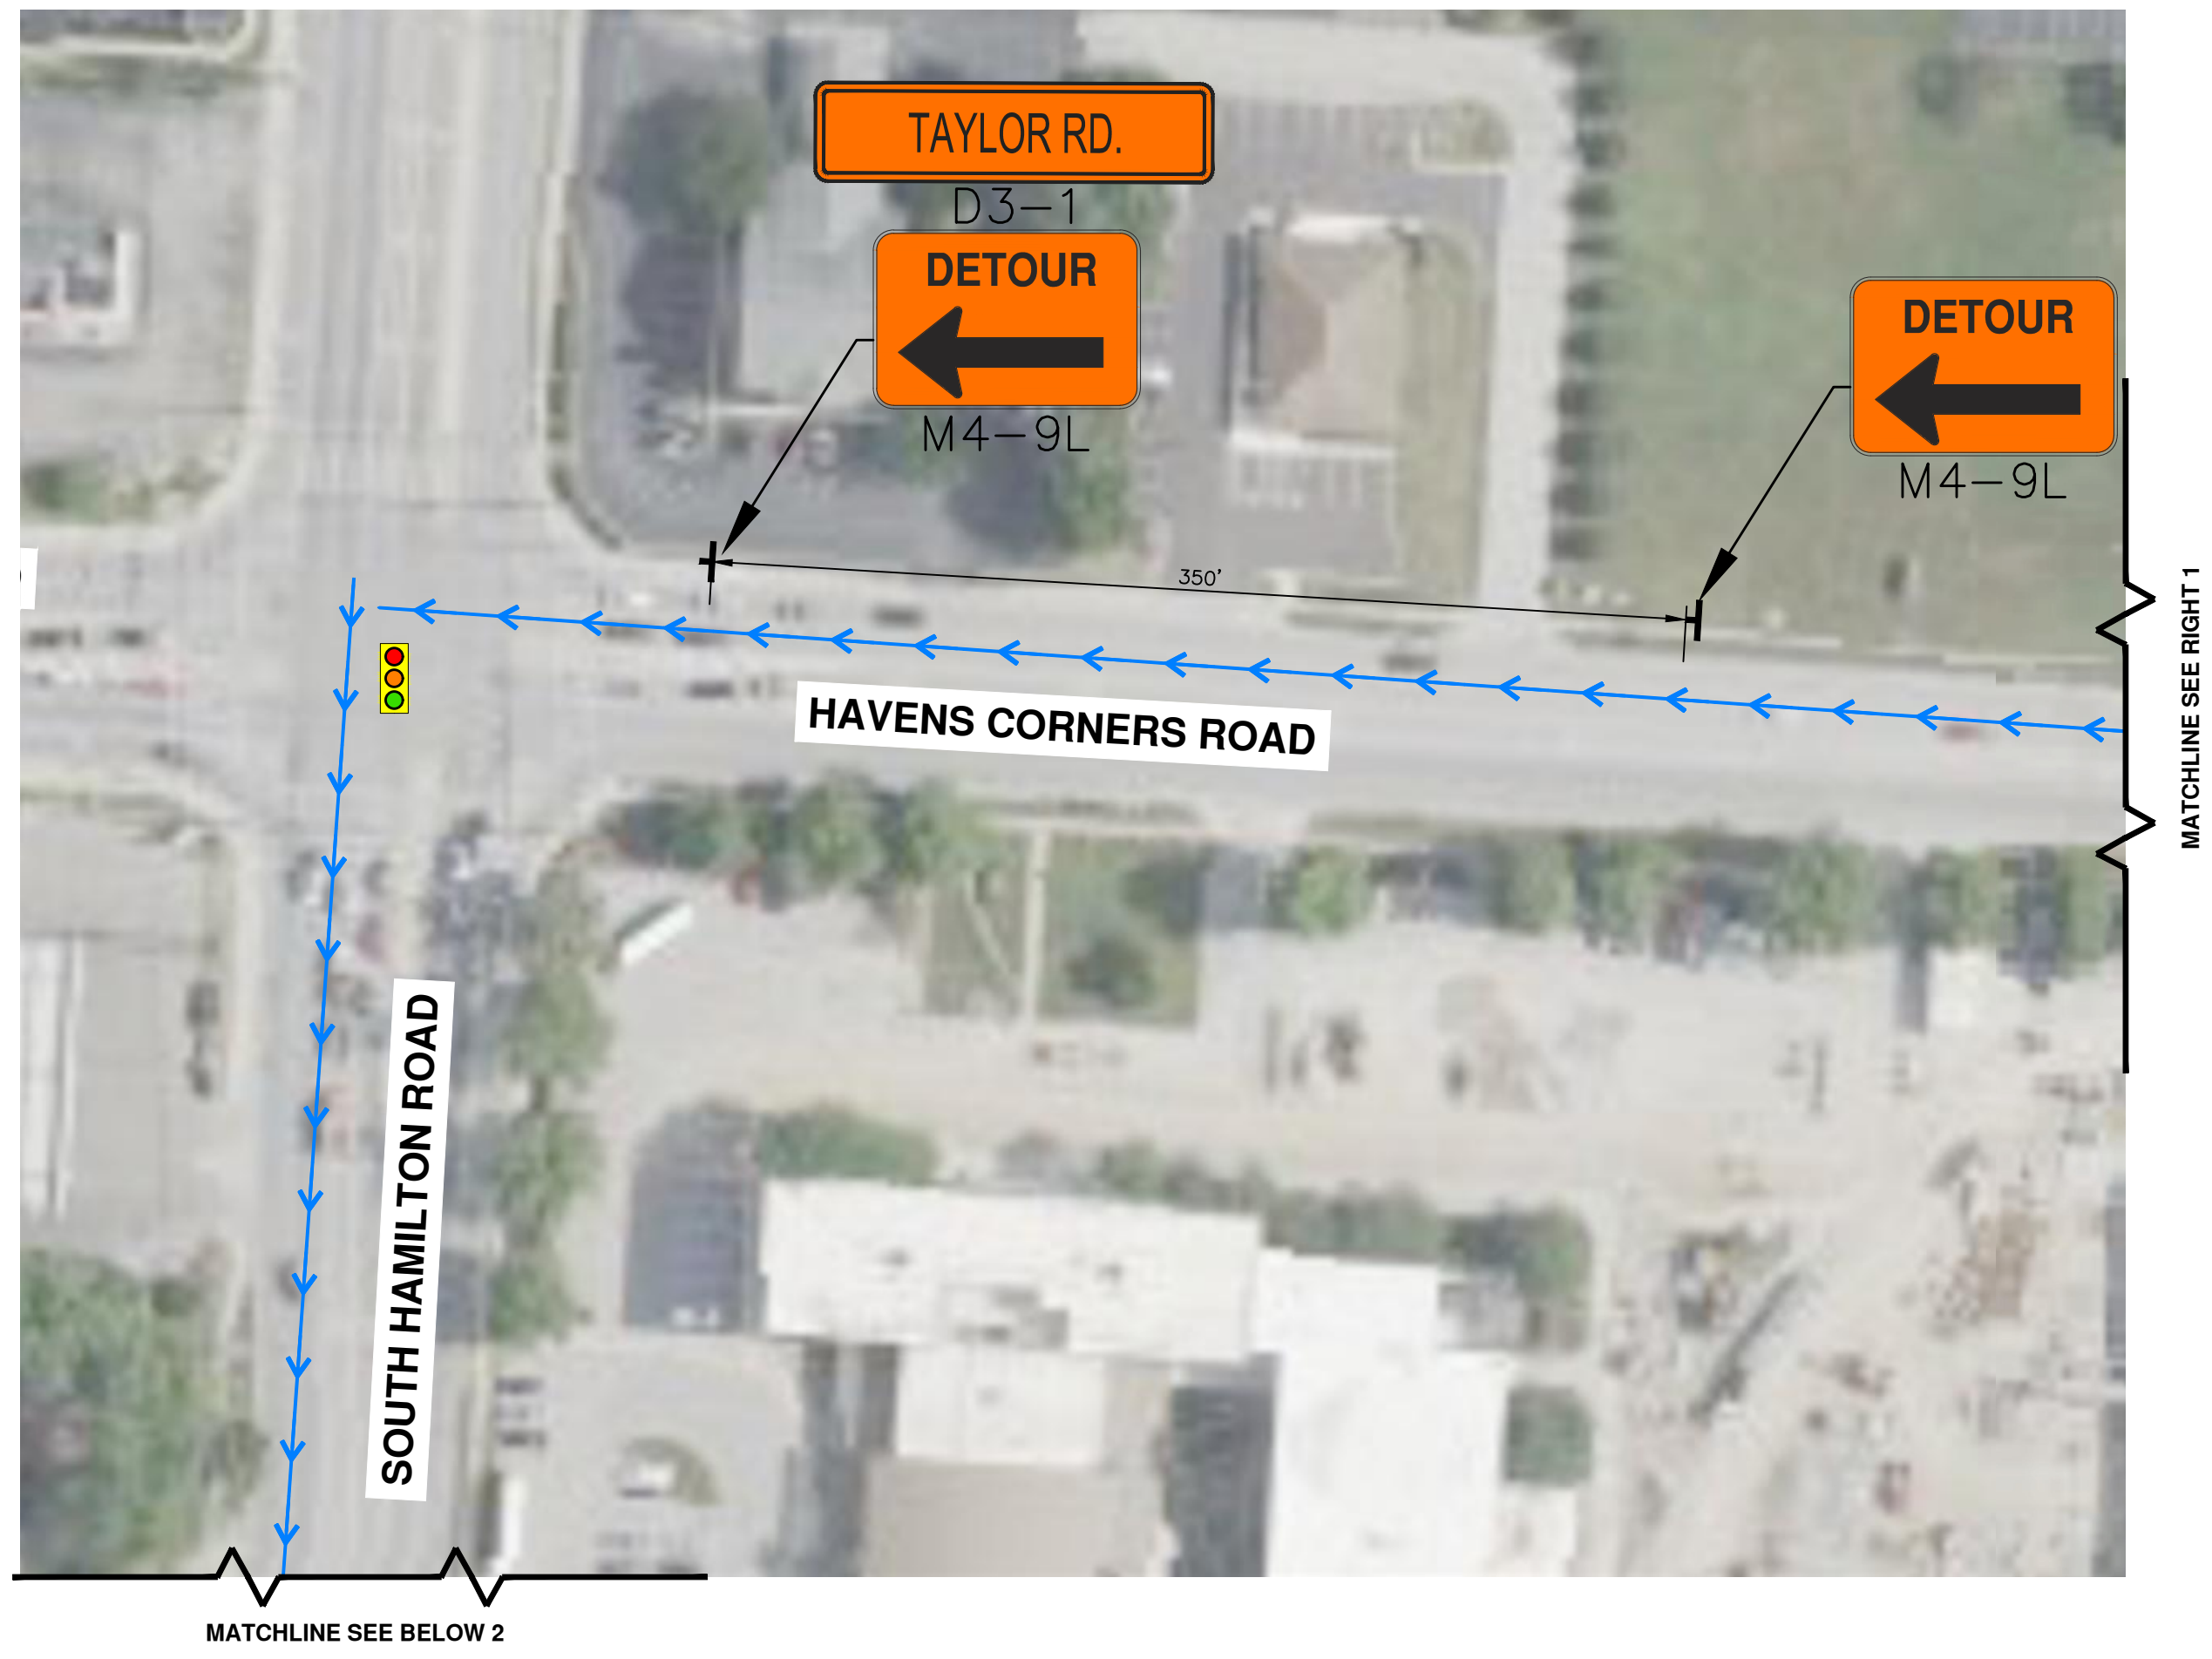 TAYLOR RD.
D3-1
DETOUR
M4-9L
DETOUR
M4-9L
350'
HAVENS CORNERS ROAD
SOUTH HAMILTON ROAD
MATCHLINE SEE RIGHT 1
MATCHLINE SEE BELOW 2